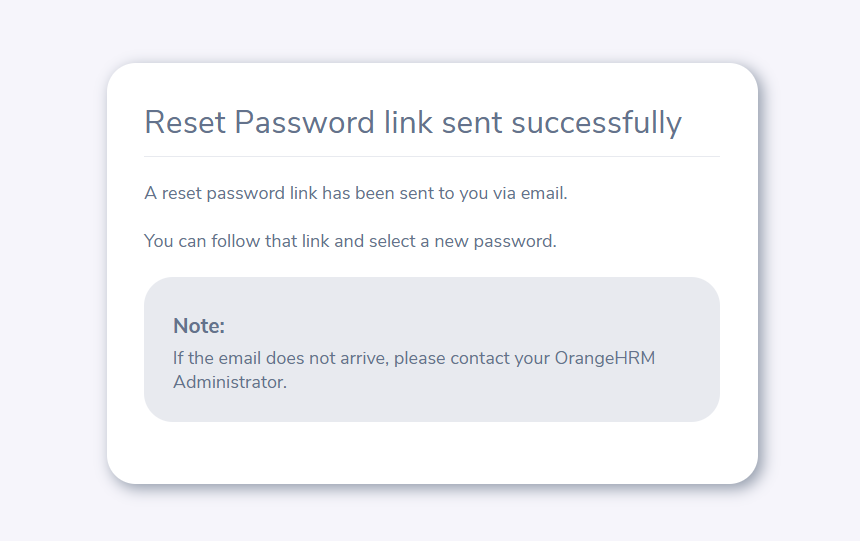 Reset Password link sent successfully
A reset password link has been sent to you via email.
You can follow that link and select a new password.
Note:
If the email does not arrive, please contact your OrangeHRM
Administrator.